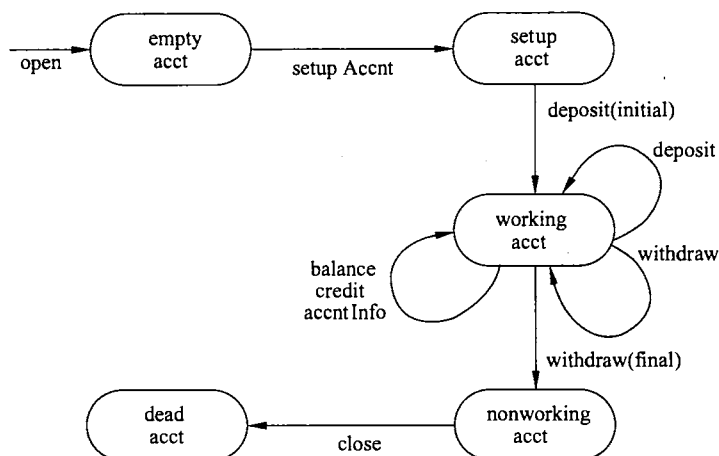 empty
acct
open
setup Accnt
setup
acct
deposit(initial)
deposit
working
acct
withdraw
balance
credit
accntInfo
withdraw(final)
dead
acct
close
nonworking
acct